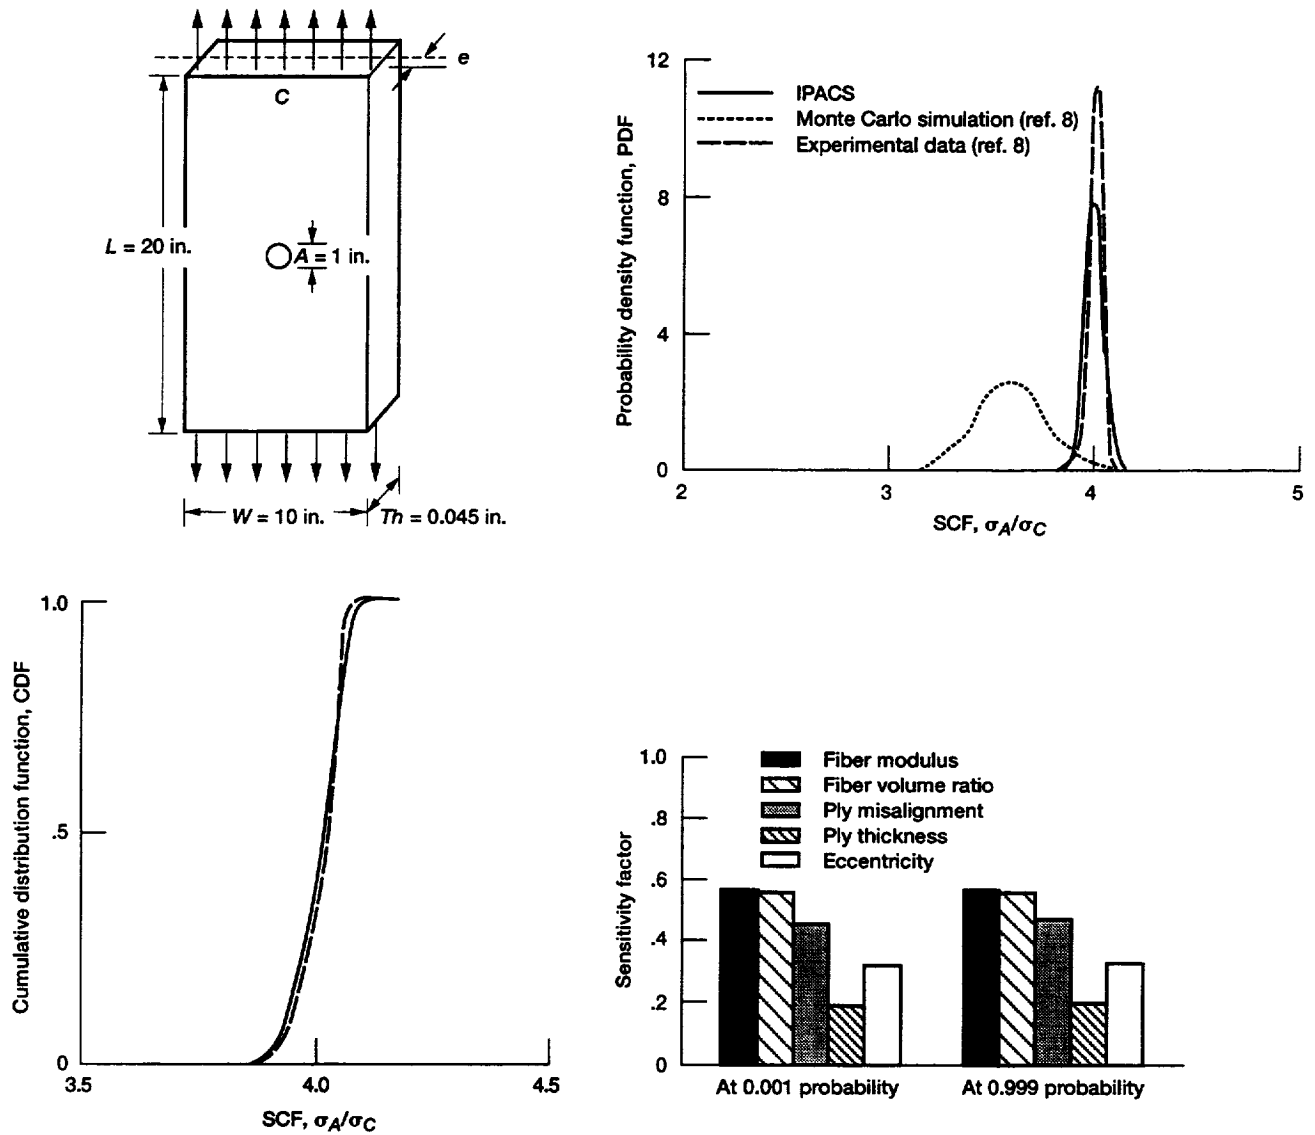 e
C
L = 20 in.
A = 1 in.
W = 10 in.
Th = 0.045 in.
Probability density function, PDF
12
8
4
0
IPACS
Monte Carlo simulation (ref. 8)
Experimental data (ref. 8)
2
3
4
5
SCF, σA/σC
Cumulative distribution function, CDF
1.0
.5
0
3.5
4.0
4.5
SCF, σA/σC
Sensitivity factor
1.0
.8
.6
.4
.2
0
Fiber modulus
Fiber volume ratio
Ply misalignment
Ply thickness
Eccentricity
At 0.001 probability
At 0.999 probability